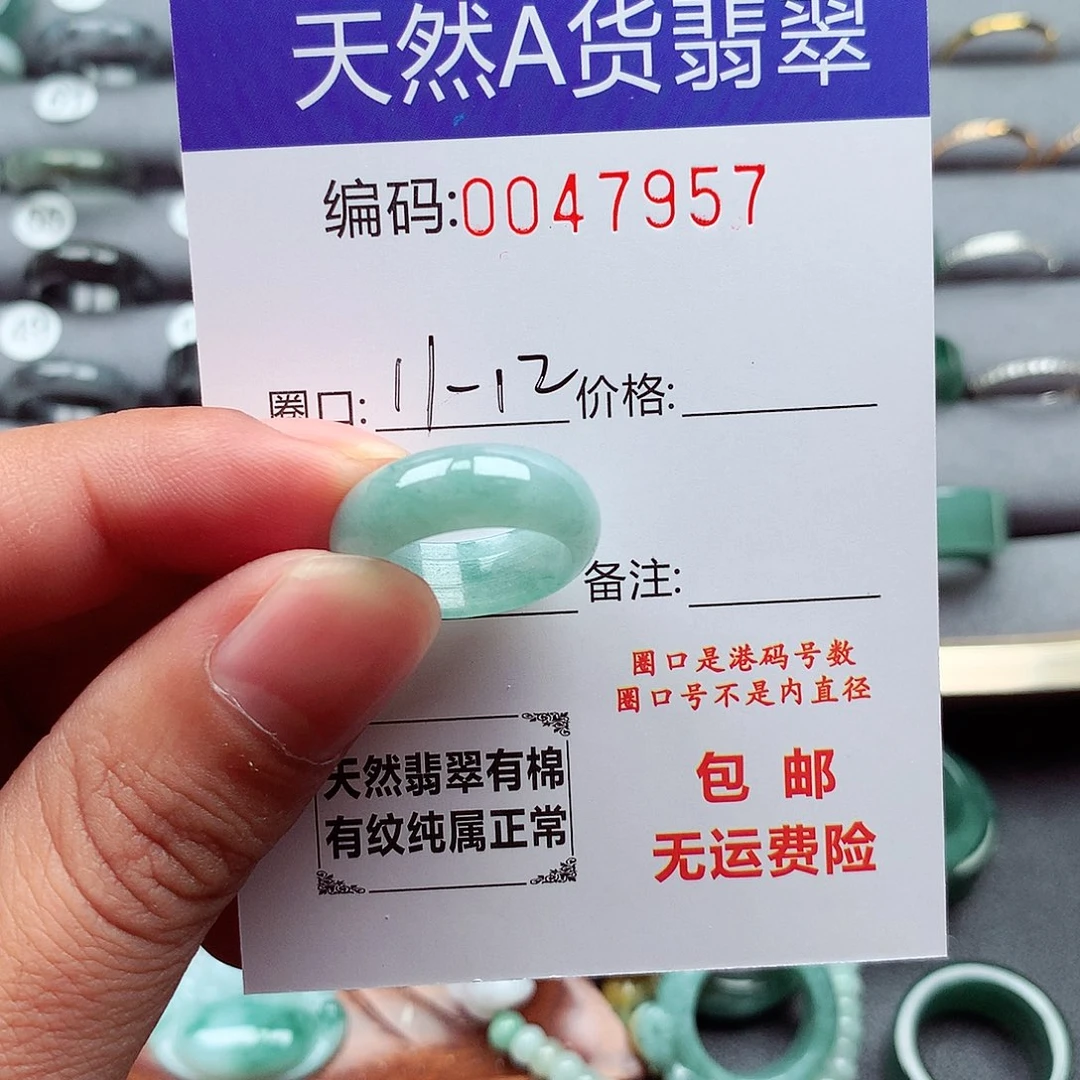 天然A货翡翠
编码:0047957
圈口: 11-12 价格:
备注:
圈口是港码号数
圈口号不是内直径
天然翡翠有棉
有纹纯属正常
包 邮
无运费险
49